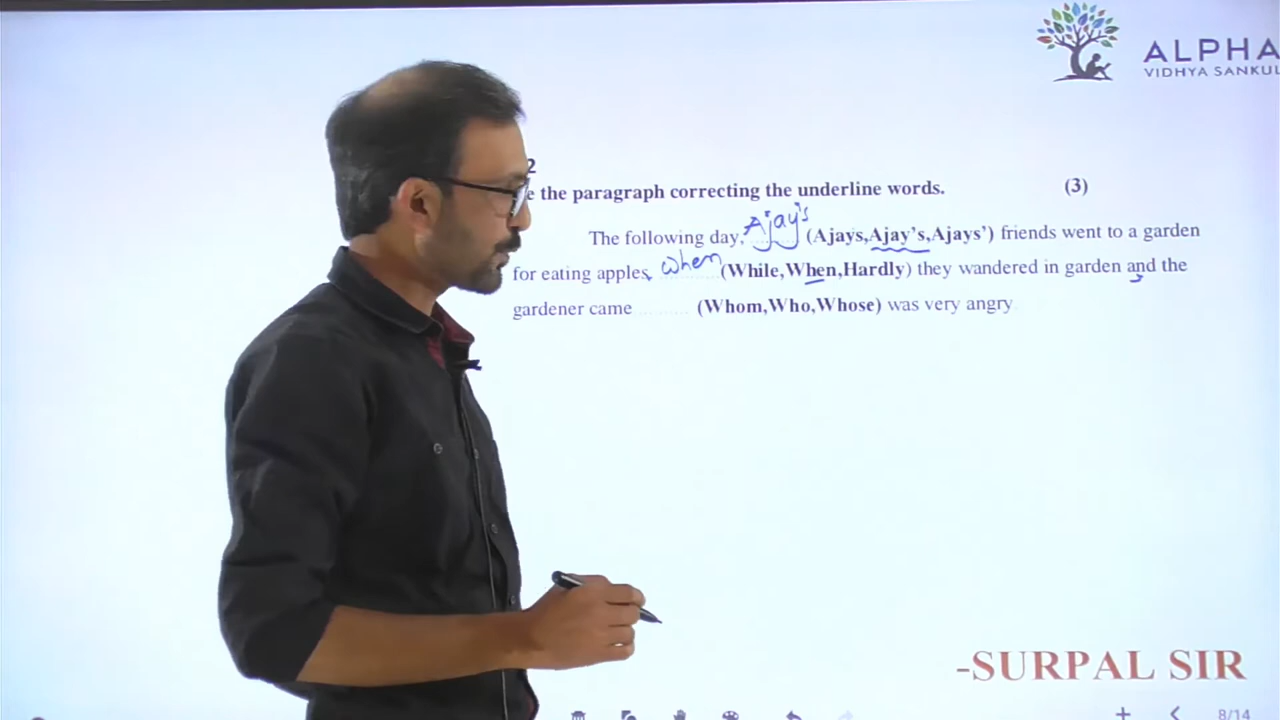 ALPHA
VIDHYA SANKUL
2
e the paragraph correcting the underline words. (3)
The following day, Ajay's (Ajays,Ajay's,Ajays') friends went to a garden
for eating apples, when (While,When,Hardly) they wandered in garden and the
gardener came ............ (Whom,Who,Whose) was very angry
-SURPAL SIR
8/14